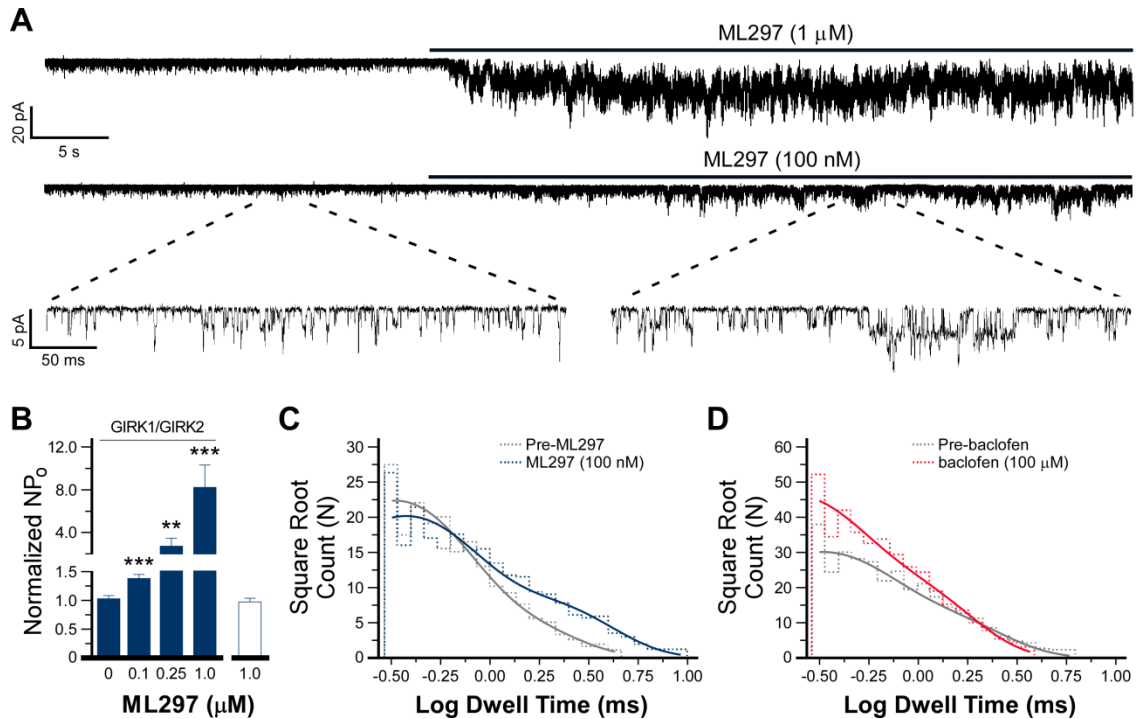 A
ML297 (1 μM)
20 pA
5 s
ML297 (100 nM)
5 pA
50 ms
B
GIRK1/GIRK2
Normalized NPo
12.0
8.0
4.0
1.5
1.0
0.5
0
***
**
***
0 0.1 0.25 1.0 1.0
ML297 (μM)
C
Pre-ML297
ML297 (100 nM)
Square Root
Count (N)
30
25
20
15
10
5
0
-0.50 -0.25 0.00 0.25 0.50 0.75 1.00
Log Dwell Time (ms)
D
Pre-baclofen
baclofen (100 μM)
Square Root
Count (N)
60
50
40
30
20
10
0
-0.50 -0.25 0.00 0.25 0.50 0.75 1.00
Log Dwell Time (ms)